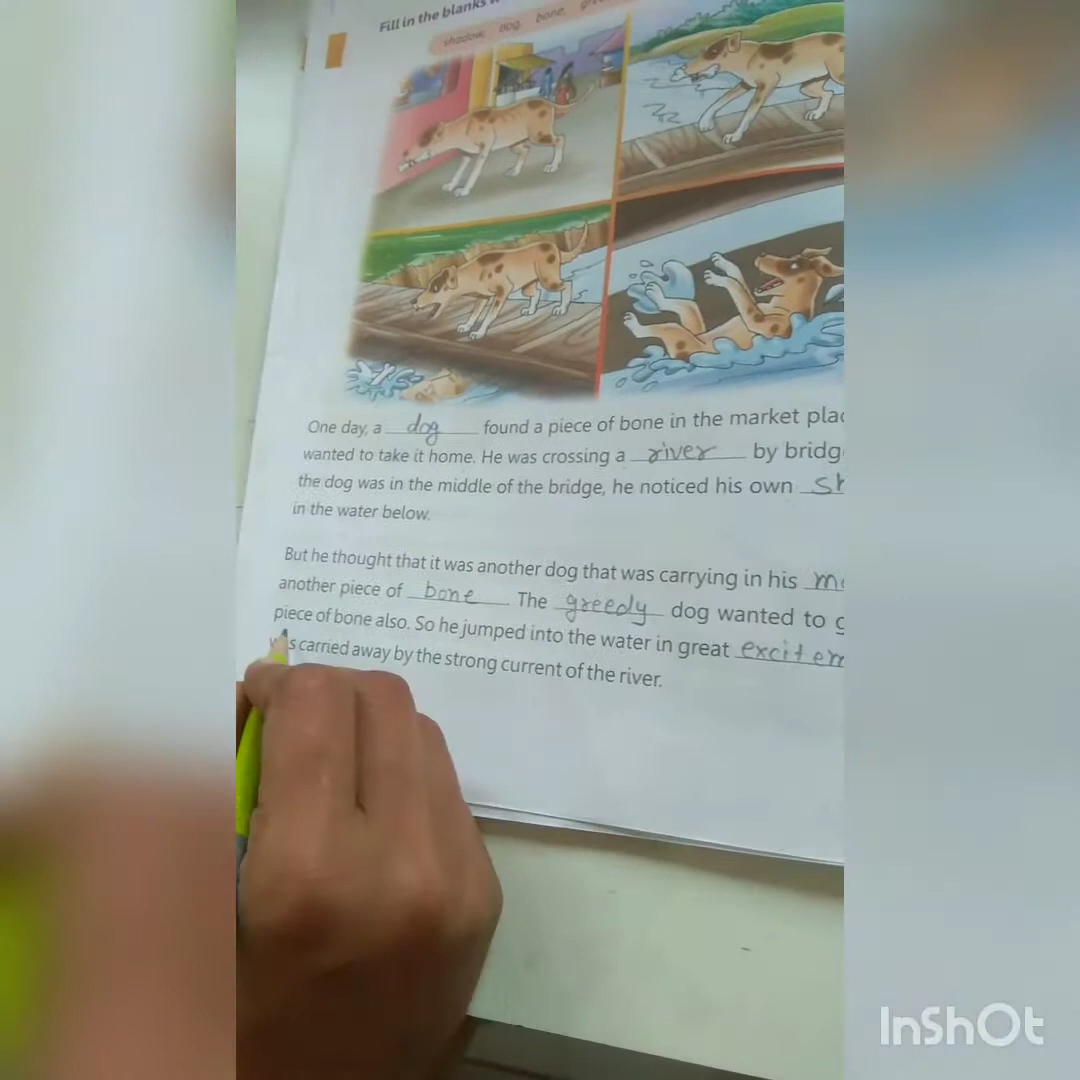 Fill in the blanks
shadow, dog, bone,
One day, a dog found a piece of bone in the market
wanted to take it home. He was crossing a river by
the dog was in the middle of the bridge, he noticed his own
in the water below.
But he thought that it was another dog that was carrying in his
another piece of bone. The greedy dog wanted to
piece of bone also. So he jumped into the water in great
carried away by the strong current of the river.
InShOt